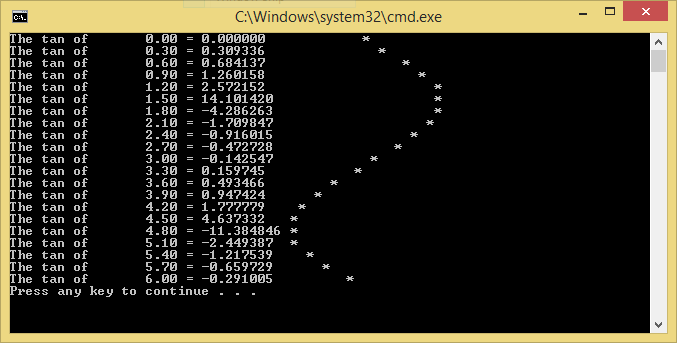 C:\Windows\system32\cmd.exe
The tan of       0.00 = 0.000000            *
The tan of       0.30 = 0.309336              *
The tan of       0.60 = 0.684137                 *
The tan of       0.90 = 1.260158                   *
The tan of       1.20 = 2.572152                     *
The tan of       1.50 = 14.101420                    *
The tan of       1.80 = -4.286263                    *
The tan of       2.10 = -1.709847                   *
The tan of       2.40 = -0.916015                 *
The tan of       2.70 = -0.472728               *
The tan of       3.00 = -0.142547            *
The tan of       3.30 = 0.159745           *
The tan of       3.60 = 0.493466        *
The tan of       3.90 = 0.947424      *
The tan of       4.20 = 1.777779    *
The tan of       4.50 = 4.637332   *
The tan of       4.80 = -11.384846 *
The tan of       5.10 = -2.449387  *
The tan of       5.40 = -1.217539    *
The tan of       5.70 = -0.659729      *
The tan of       6.00 = -0.291005         *
Press any key to continue . . .